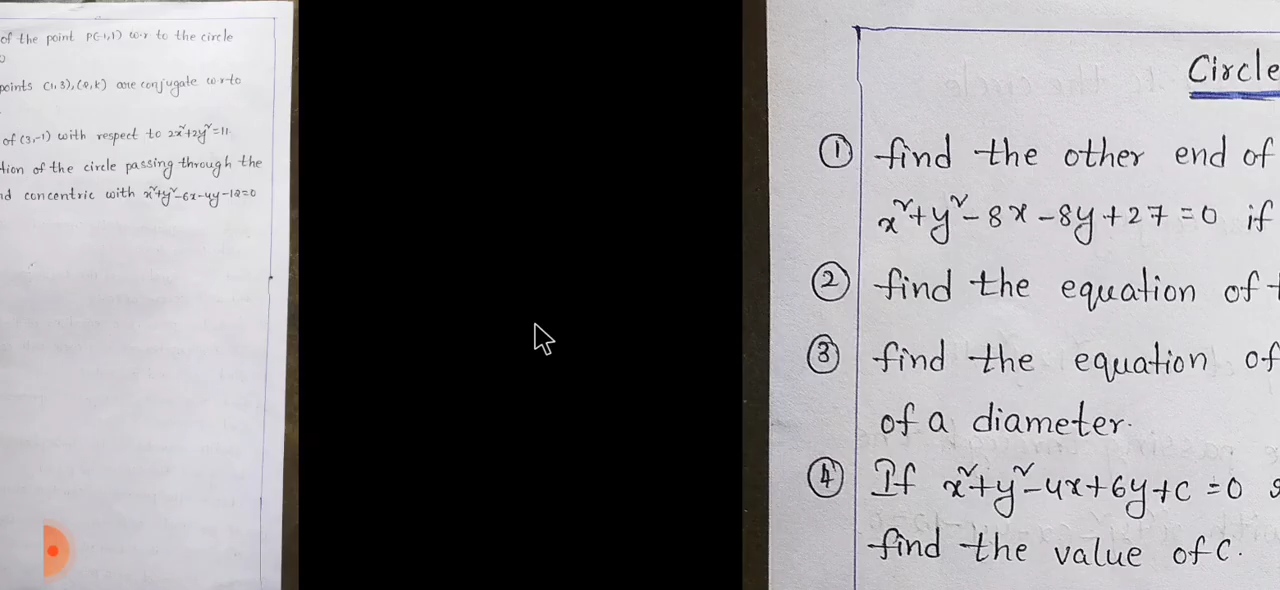 of the point P(-1,1) w.r to the circle
points (1,3), (2,k) are conjugate w.r to
of (3,-1) with respect to 2x²+2y²=11.
tion of the circle passing through the
nd concentric with x²+y²-6x-4y-12=0
Circle
① find the other end of
x²+y²-8x-8y+27=0 if
② find the equation of t
③ find the equation of
of a diameter.
④ If x²+y²-4x+6y+c=0
find the value of c.